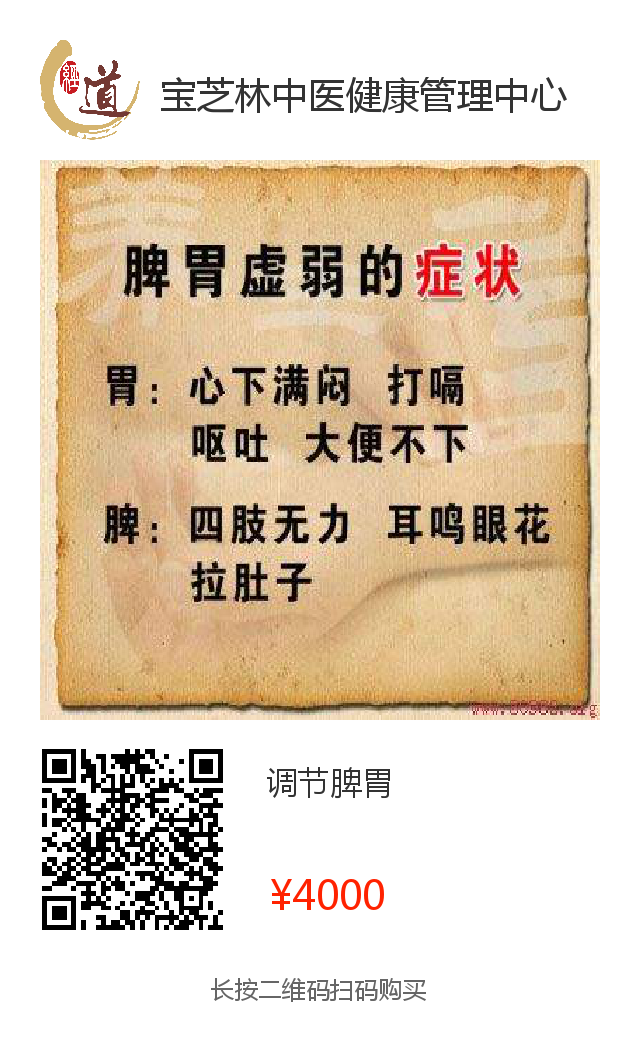 道
宝芝林中医健康管理中心
脾胃虚弱的症状
胃：心下满闷 打嗝
呕吐 大便不下
脾：四肢无力 耳鸣眼花
拉肚子
调节脾胃
¥4000
长按二维码扫码购买